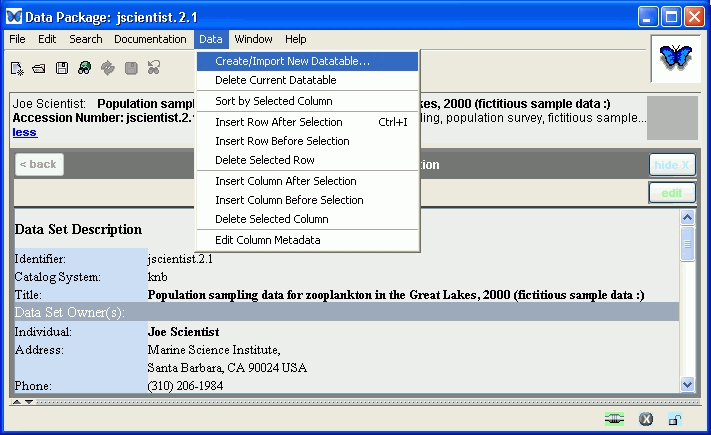 Data Package: jscientist.2.1
File Edit Search Documentation Data Window Help
Create/Import New Datatable...
Delete Current Datatable
Sort by Selected Column
Insert Row After Selection Ctrl+I
Insert Row Before Selection
Delete Selected Row
Insert Column After Selection
Insert Column Before Selection
Delete Selected Column
Edit Column Metadata
Joe Scientist: Population samp kes, 2000 (fictitious sample data :)
Accession Number: jscientist.2.1 ling, population survey, fictitious sample...
less
< back tion hide X
edit
Data Set Description
Identifier: jscientist.2.1
Catalog System: knb
Title: Population sampling data for zooplankton in the Great Lakes, 2000 (fictitious sample data :)
Data Set Owner(s):
Individual: Joe Scientist
Address: Marine Science Institute,
Santa Barbara, CA 90024 USA
Phone: (310) 206-1984